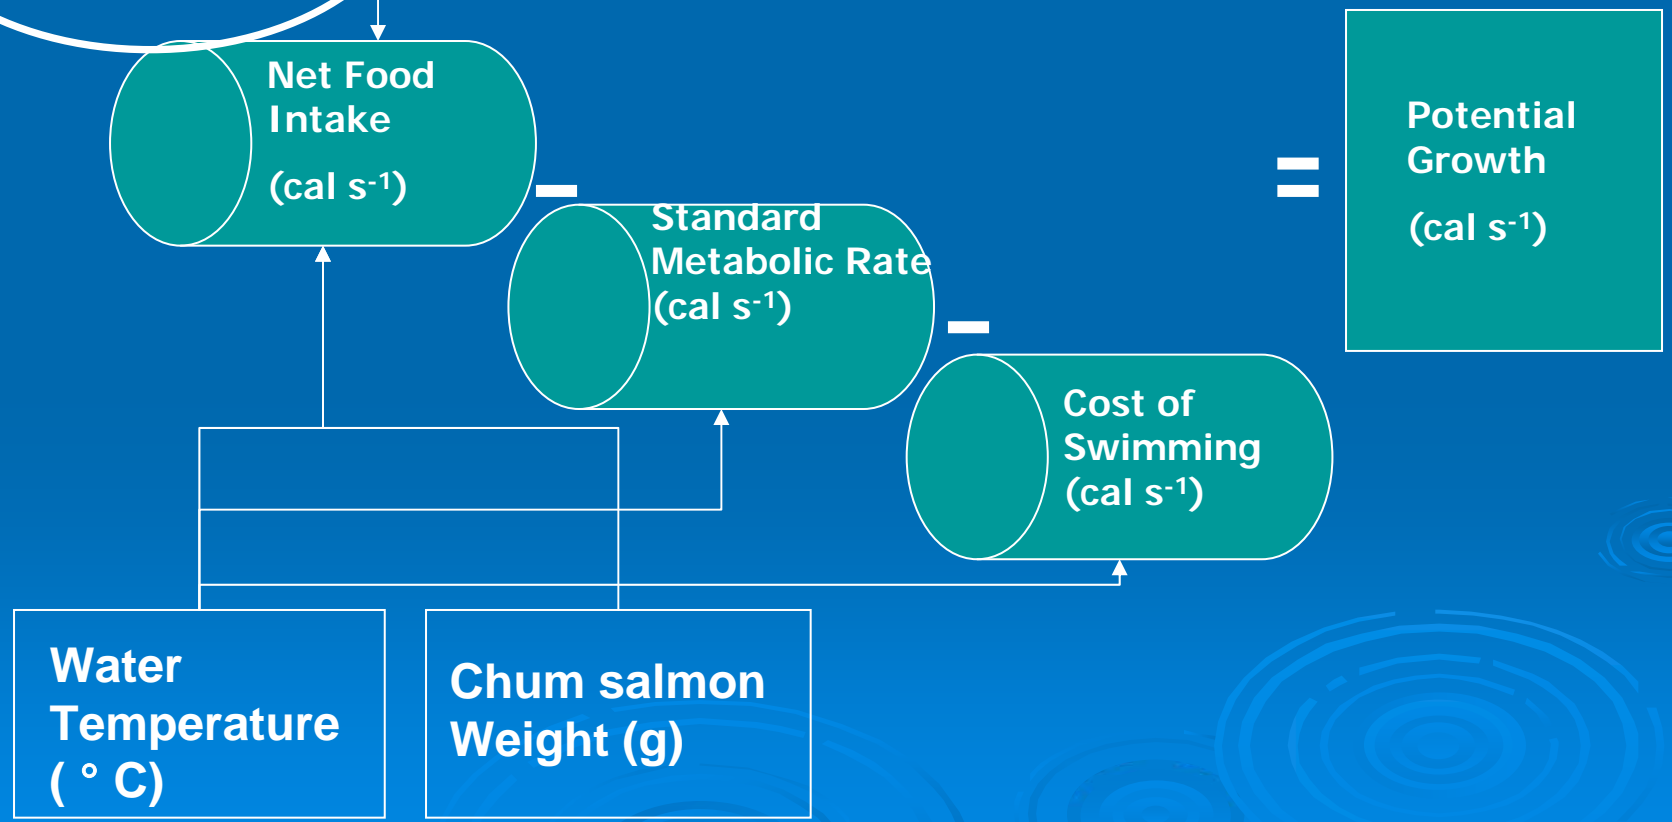 Net Food
Intake
(cal s-1)
-
Standard
Metabolic Rate
(cal s-1)
-
Cost of
Swimming
(cal s-1)
=
Potential
Growth
(cal s-1)
Water
Temperature
( ° C)
Chum salmon
Weight (g)